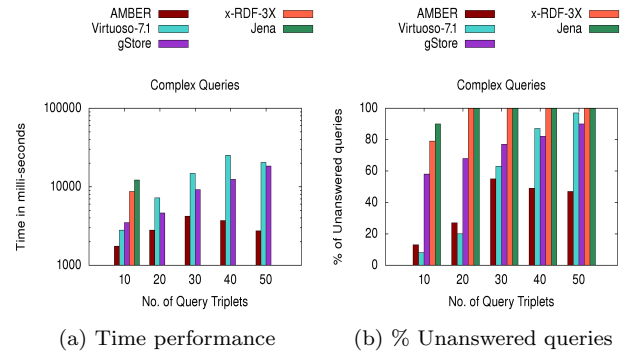 AMBER
Virtuoso-7.1
gStore
x-RDF-3X
Jena
Complex Queries
Time in milli-seconds
100000
10000
1000
10 20 30 40 50
No. of Query Triplets
(a) Time performance
AMBER
Virtuoso-7.1
gStore
x-RDF-3X
Jena
Complex Queries
% of Unanswered queries
100
80
60
40
20
0
10 20 30 40 50
No. of Query Triplets
(b) % Unanswered queries